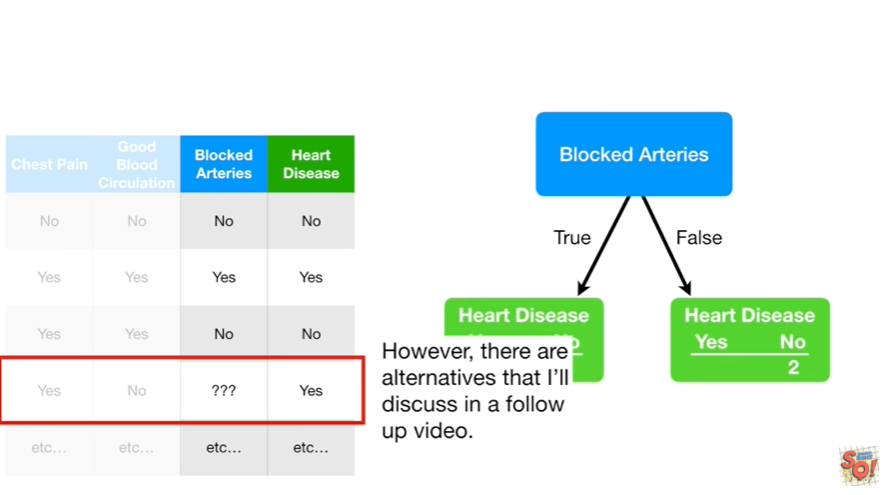 Chest Pain Good Blood Circulation Blocked Arteries Heart Disease
No No No No
Yes Yes Yes Yes
Yes Yes No No
Yes No ??? Yes
etc… etc… etc… etc…
Blocked Arteries
True False
Heart Disease
Heart Disease
Yes No
2
However, there are
alternatives that I’ll
discuss in a follow
up video.
SQ!